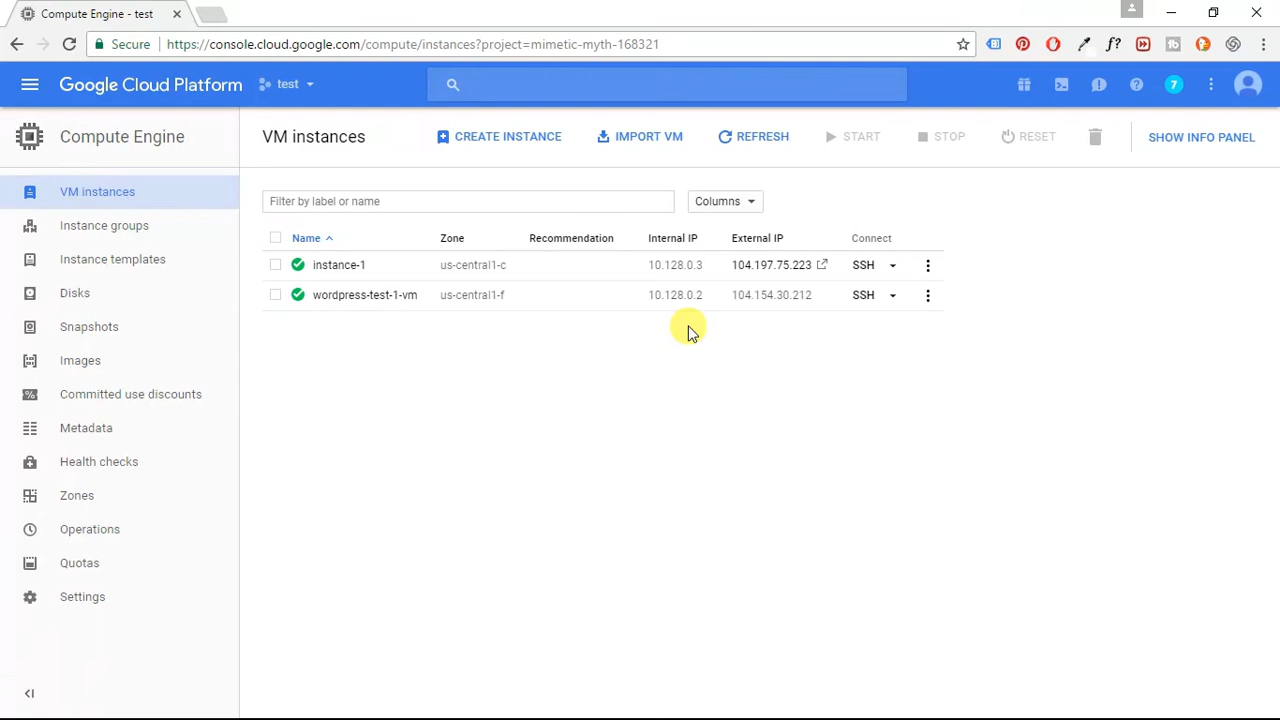 Compute Engine - test
Secure https://console.cloud.google.com/compute/instances?project=mimetic-myth-168321
Google Cloud Platform test 7
Compute Engine VM instances CREATE INSTANCE IMPORT VM REFRESH START STOP RESET SHOW INFO PANEL
VM instances
Instance groups
Instance templates
Disks
Snapshots
Images
Committed use discounts
Metadata
Health checks
Zones
Operations
Quotas
Settings
Filter by label or name Columns
Name Zone Recommendation Internal IP External IP Connect
instance-1 us-central1-c 10.128.0.3 104.197.75.223 SSH
wordpress-test-1-vm us-central1-f 10.128.0.2 104.154.30.212 SSH